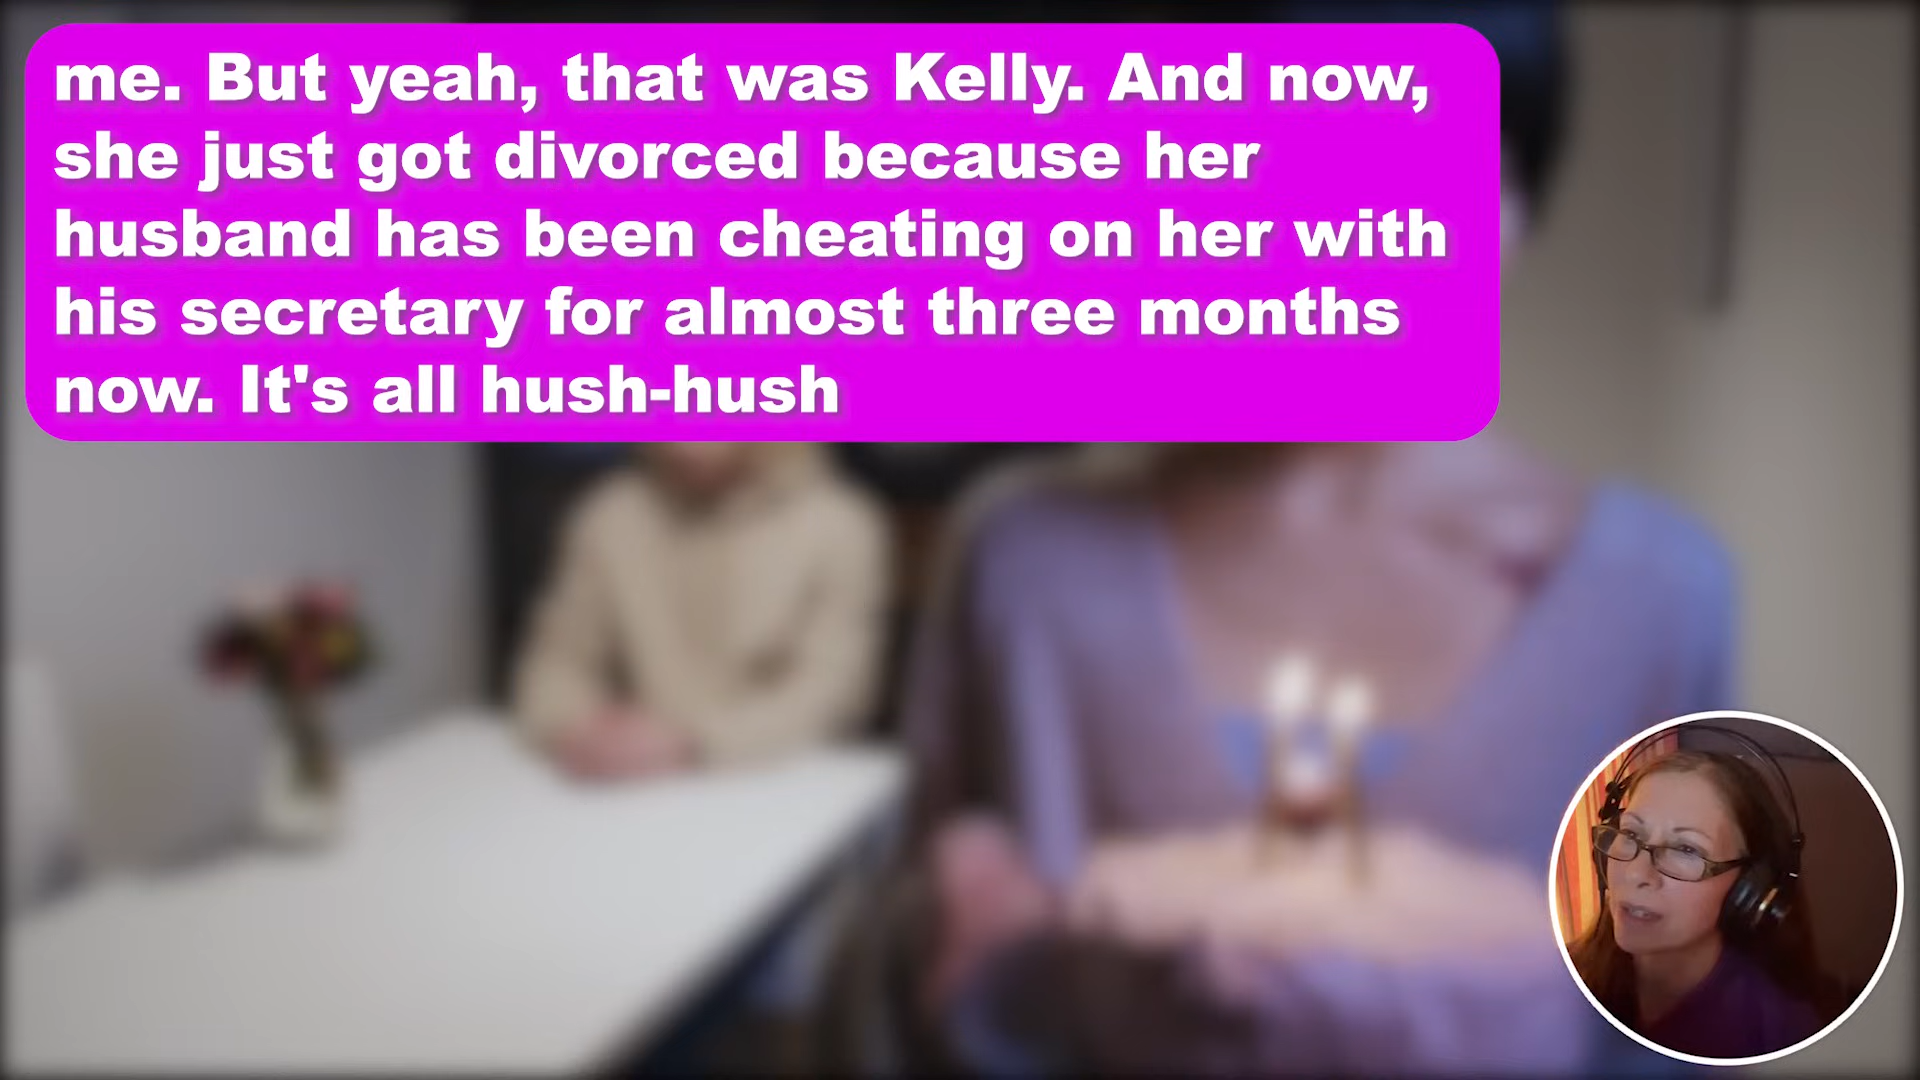 me. But yeah, that was Kelly. And now,
she just got divorced because her
husband has been cheating on her with
his secretary for almost three months
now. It's all hush-hush